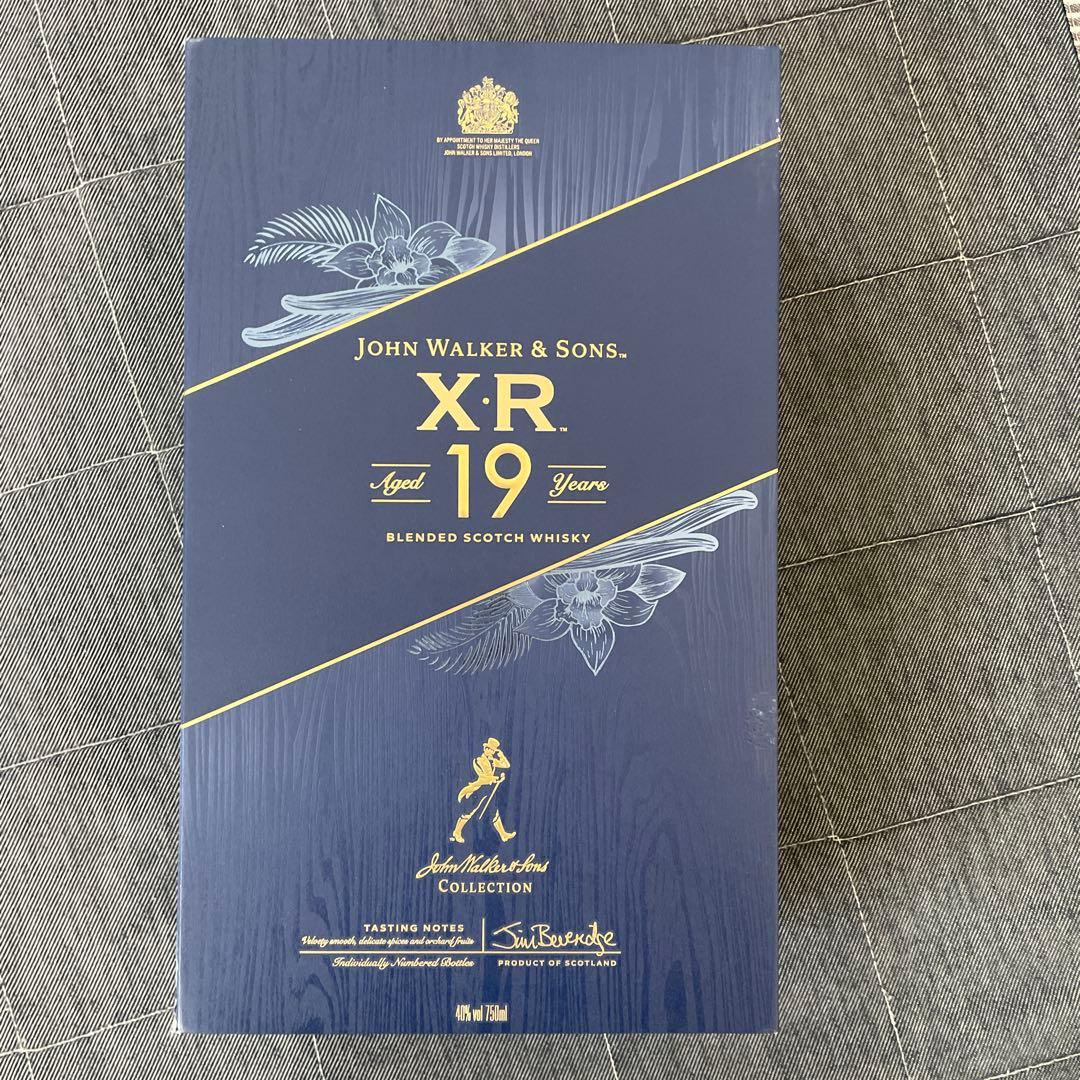 BY APPOINTMENT TO HER MAJESTY THE QUEEN
SCOTCH WHISKY DISTILLERS
JOHN WALKER & SONS LIMITED, LONDON
JOHN WALKER & SONS™
X·R™
Aged 19 Years
BLENDED SCOTCH WHISKY
John Walker & Sons
COLLECTION
TASTING NOTES
Velvety smooth, delicate spices and orchard fruits
Individually Numbered Bottles
Jim Beveridge
PRODUCT OF SCOTLAND
40% vol 750ml